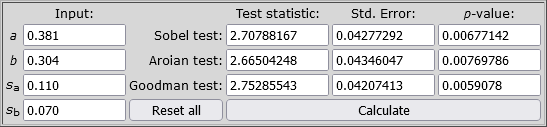 Input: Test statistic: Std. Error: p-value:
a 0.381 Sobel test: 2.70788167 0.04277292 0.00677142
b 0.304 Aroian test: 2.66504248 0.04346047 0.00769786
sa 0.110 Goodman test: 2.75285543 0.04207413 0.0059078
sb 0.070 Reset all Calculate